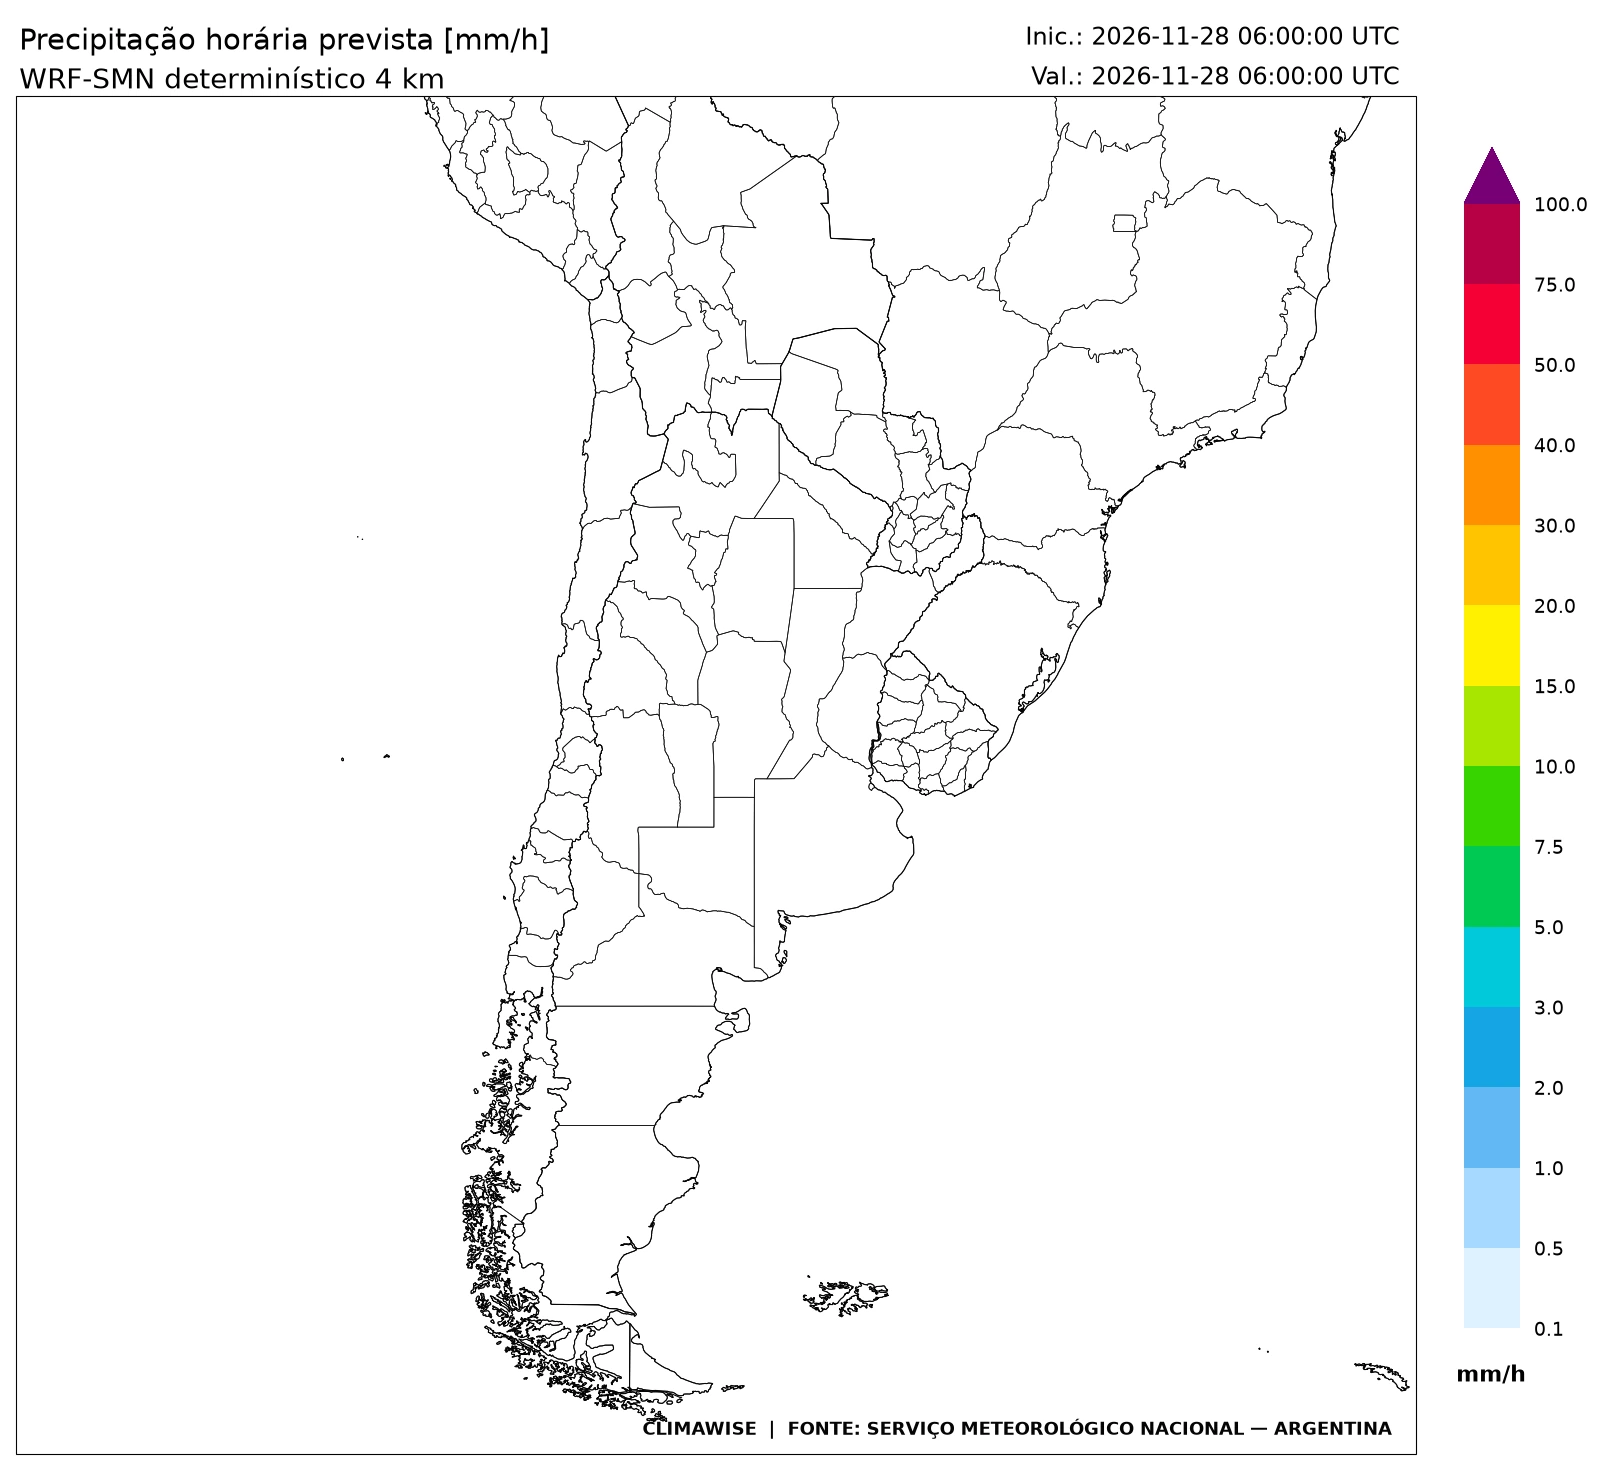 Precipitação horária prevista [mm/h]
WRF-SMN determinístico 4 km
Inic.: 2026-11-28 06:00:00 UTC
Val.: 2026-11-28 06:00:00 UTC
100.0
75.0
50.0
40.0
30.0
20.0
15.0
10.0
7.5
5.0
3.0
2.0
1.0
0.5
0.1
mm/h
CLIMAWISE | FONTE: SERVIÇO METEOROLÓGICO NACIONAL — ARGENTINA